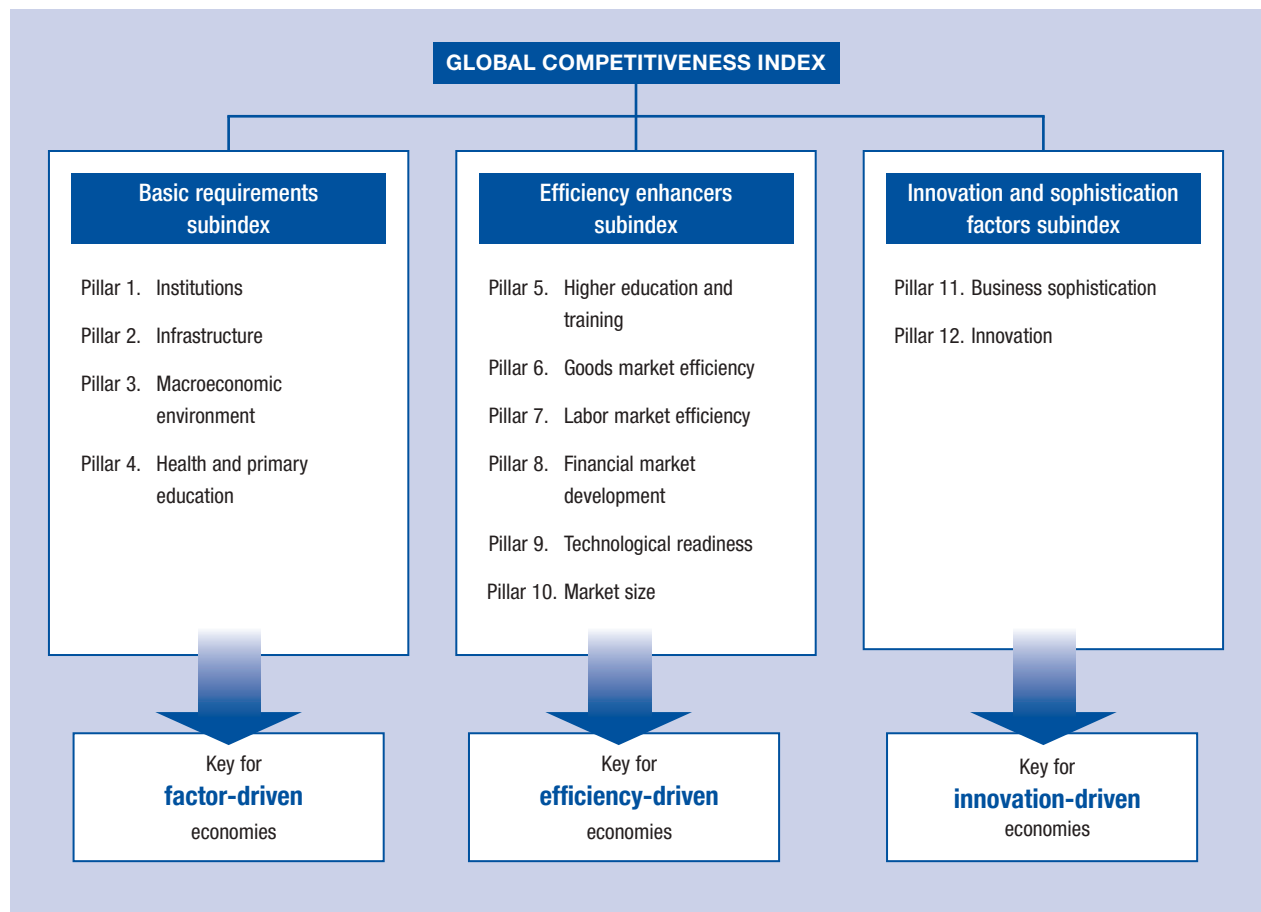 GLOBAL COMPETITIVENESS INDEX
Basic requirements
subindex
Pillar 1. Institutions
Pillar 2. Infrastructure
Pillar 3. Macroeconomic
environment
Pillar 4. Health and primary
education
Key for
factor-driven
economies
Efficiency enhancers
subindex
Pillar 5. Higher education and
training
Pillar 6. Goods market efficiency
Pillar 7. Labor market efficiency
Pillar 8. Financial market
development
Pillar 9. Technological readiness
Pillar 10. Market size
Key for
efficiency-driven
economies
Innovation and sophistication
factors subindex
Pillar 11. Business sophistication
Pillar 12. Innovation
Key for
innovation-driven
economies